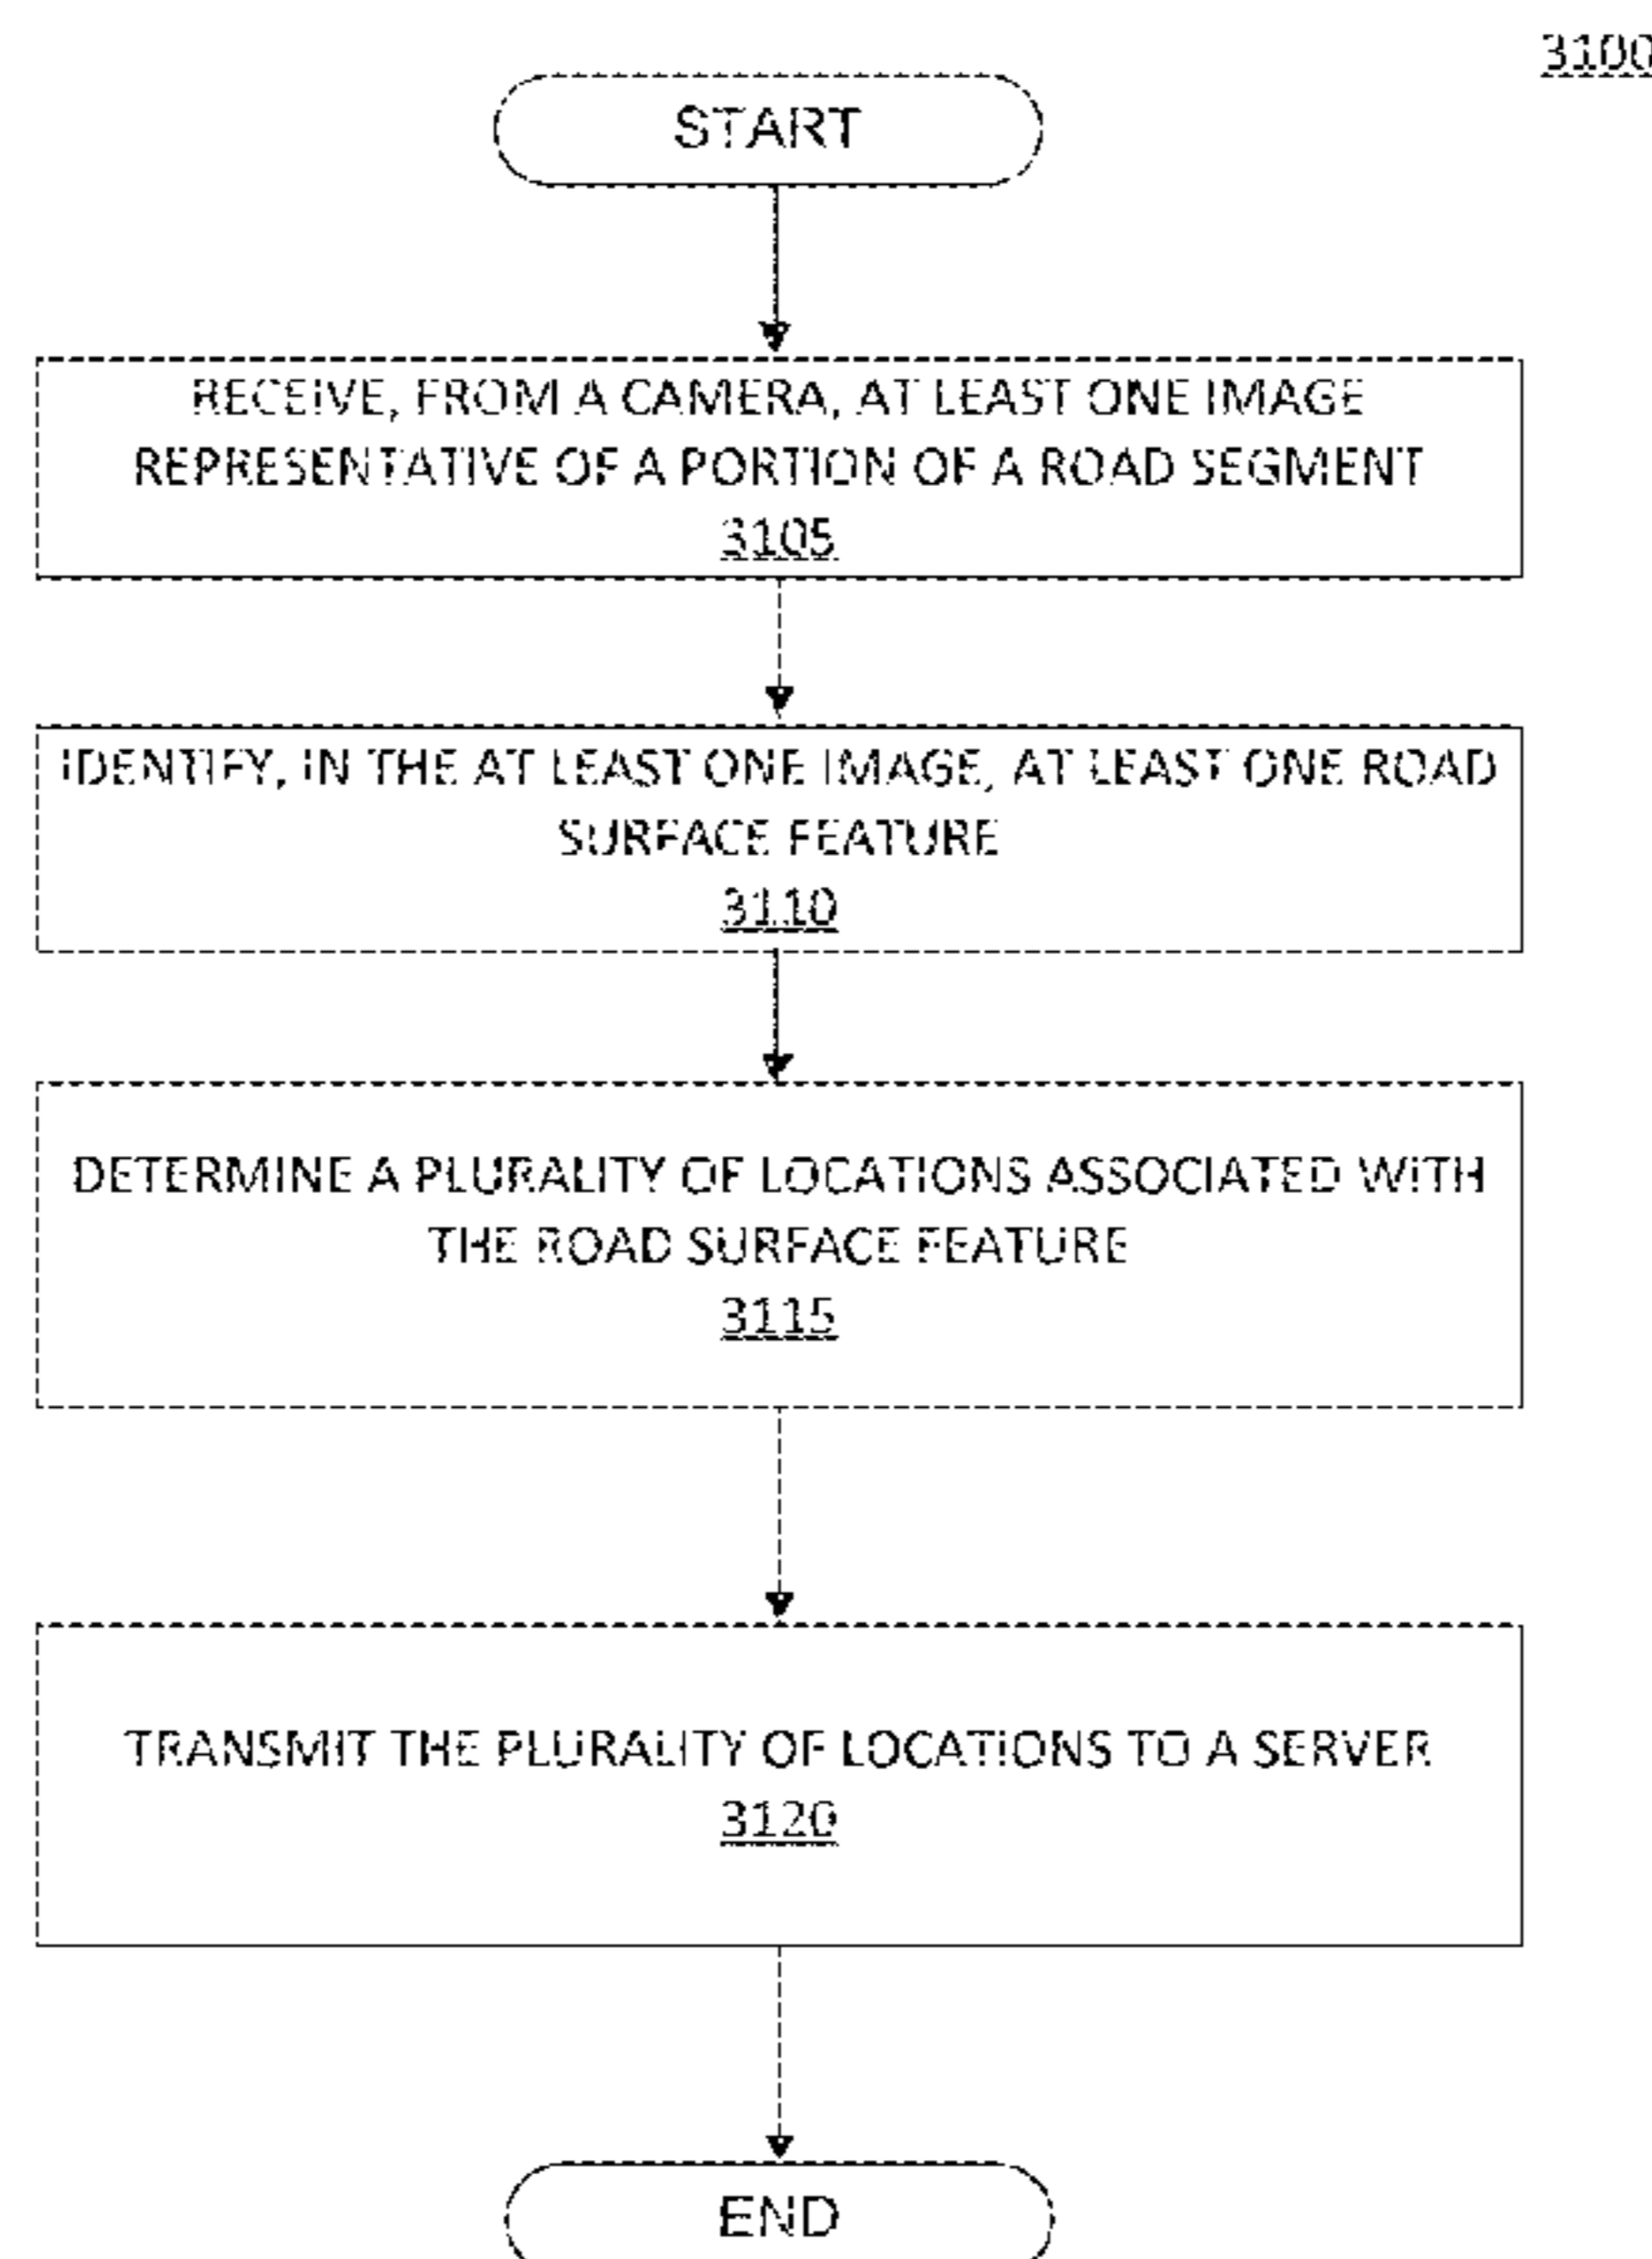 3100
START
RECEIVE, FROM A CAMERA, AT LEAST ONE IMAGE
REPRESENTATIVE OF A PORTION OF A ROAD SEGMENT
3105
IDENTIFY, IN THE AT LEAST ONE IMAGE, AT LEAST ONE ROAD
SURFACE FEATURE
3110
DETERMINE A PLURALITY OF LOCATIONS ASSOCIATED WITH
THE ROAD SURFACE FEATURE
3115
TRANSMIT THE PLURALITY OF LOCATIONS TO A SERVER
3120
END